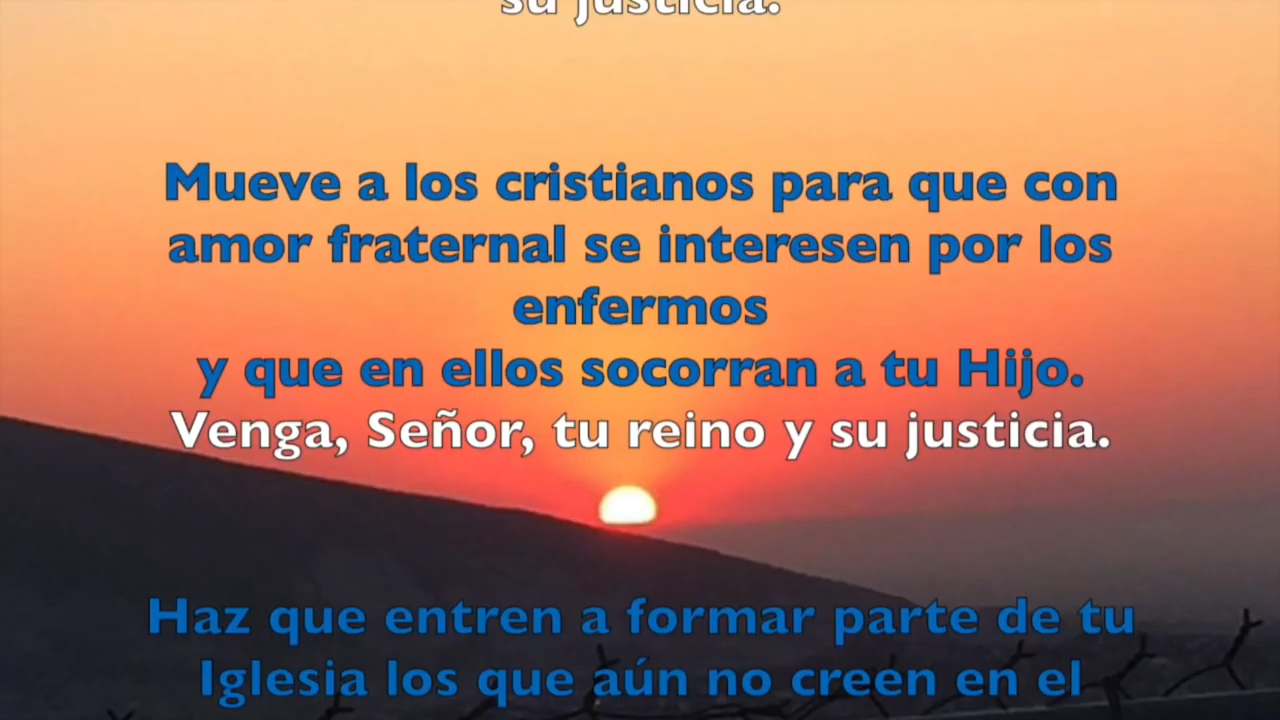 su justicia.
Mueve a los cristianos para que con
amor fraternal se interesen por los
enfermos
y que en ellos socorran a tu Hijo.
Venga, Señor, tu reino y su justicia.
Haz que entren a formar parte de tu
Iglesia los que aún no creen en el